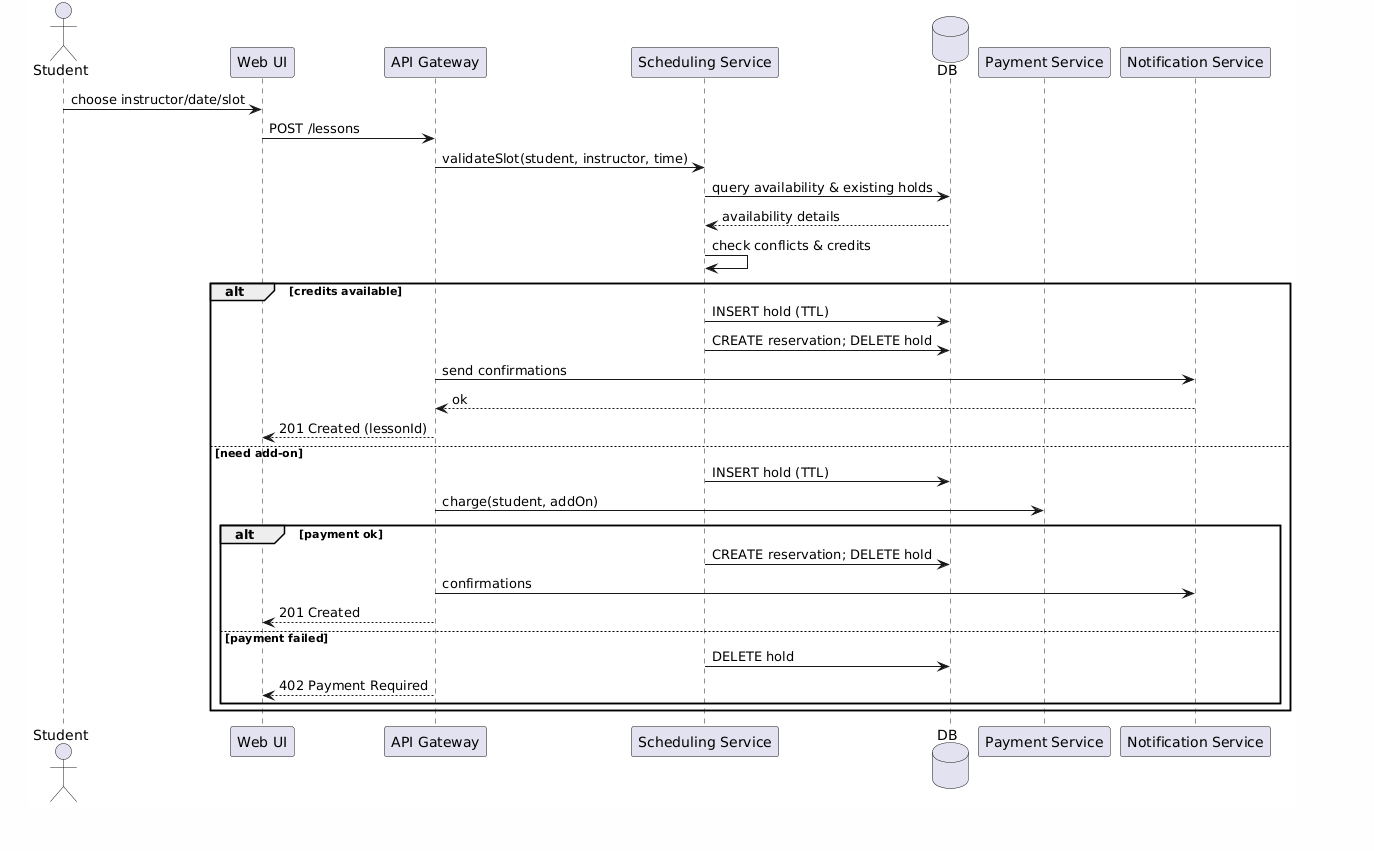 Student
Web UI
API Gateway
Scheduling Service
DB
Payment Service
Notification Service
choose instructor/date/slot
POST /lessons
validateSlot(student, instructor, time)
query availability & existing holds
availability details
check conflicts & credits
alt [credits available]
INSERT hold (TTL)
CREATE reservation; DELETE hold
send confirmations
ok
201 Created (lessonId)
[need add-on]
INSERT hold (TTL)
charge(student, addOn)
alt [payment ok]
CREATE reservation; DELETE hold
confirmations
201 Created
[payment failed]
DELETE hold
402 Payment Required
Student
Web UI
API Gateway
Scheduling Service
DB
Payment Service
Notification Service